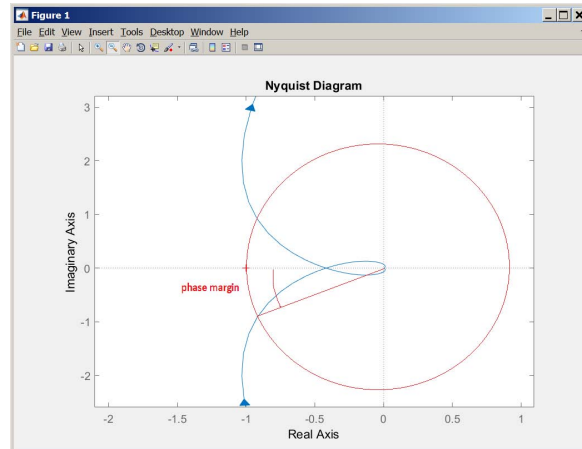 Figure 1
File Edit View Insert Tools Desktop Window Help
Nyquist Diagram
3
2
1
0
-1
-2
Imaginary Axis
phase margin
-2 -1.5 -1 -0.5 0 0.5 1
Real Axis